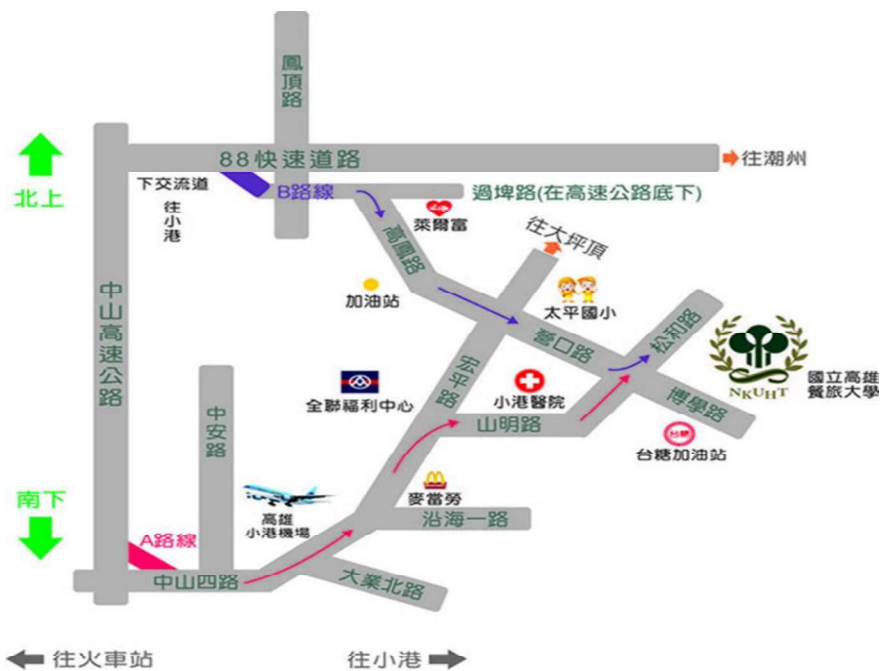 鳳頂路
88快速道路
往潮州
北上
下交流道
往小港
B路線
過埤路(在高速公路底下)
萊爾富
高鳳路
往大坪頂
加油站
太平國小
中山高速公路
營口路
松和路
宏平路
全聯福利中心
小港醫院
NKUHT
國立高雄
餐旅大學
中安路
山明路
博學路
台糖
台糖加油站
南下
麥當勞
高雄
小港機場
沿海一路
A路線
中山四路
大業北路
往火車站
往小港